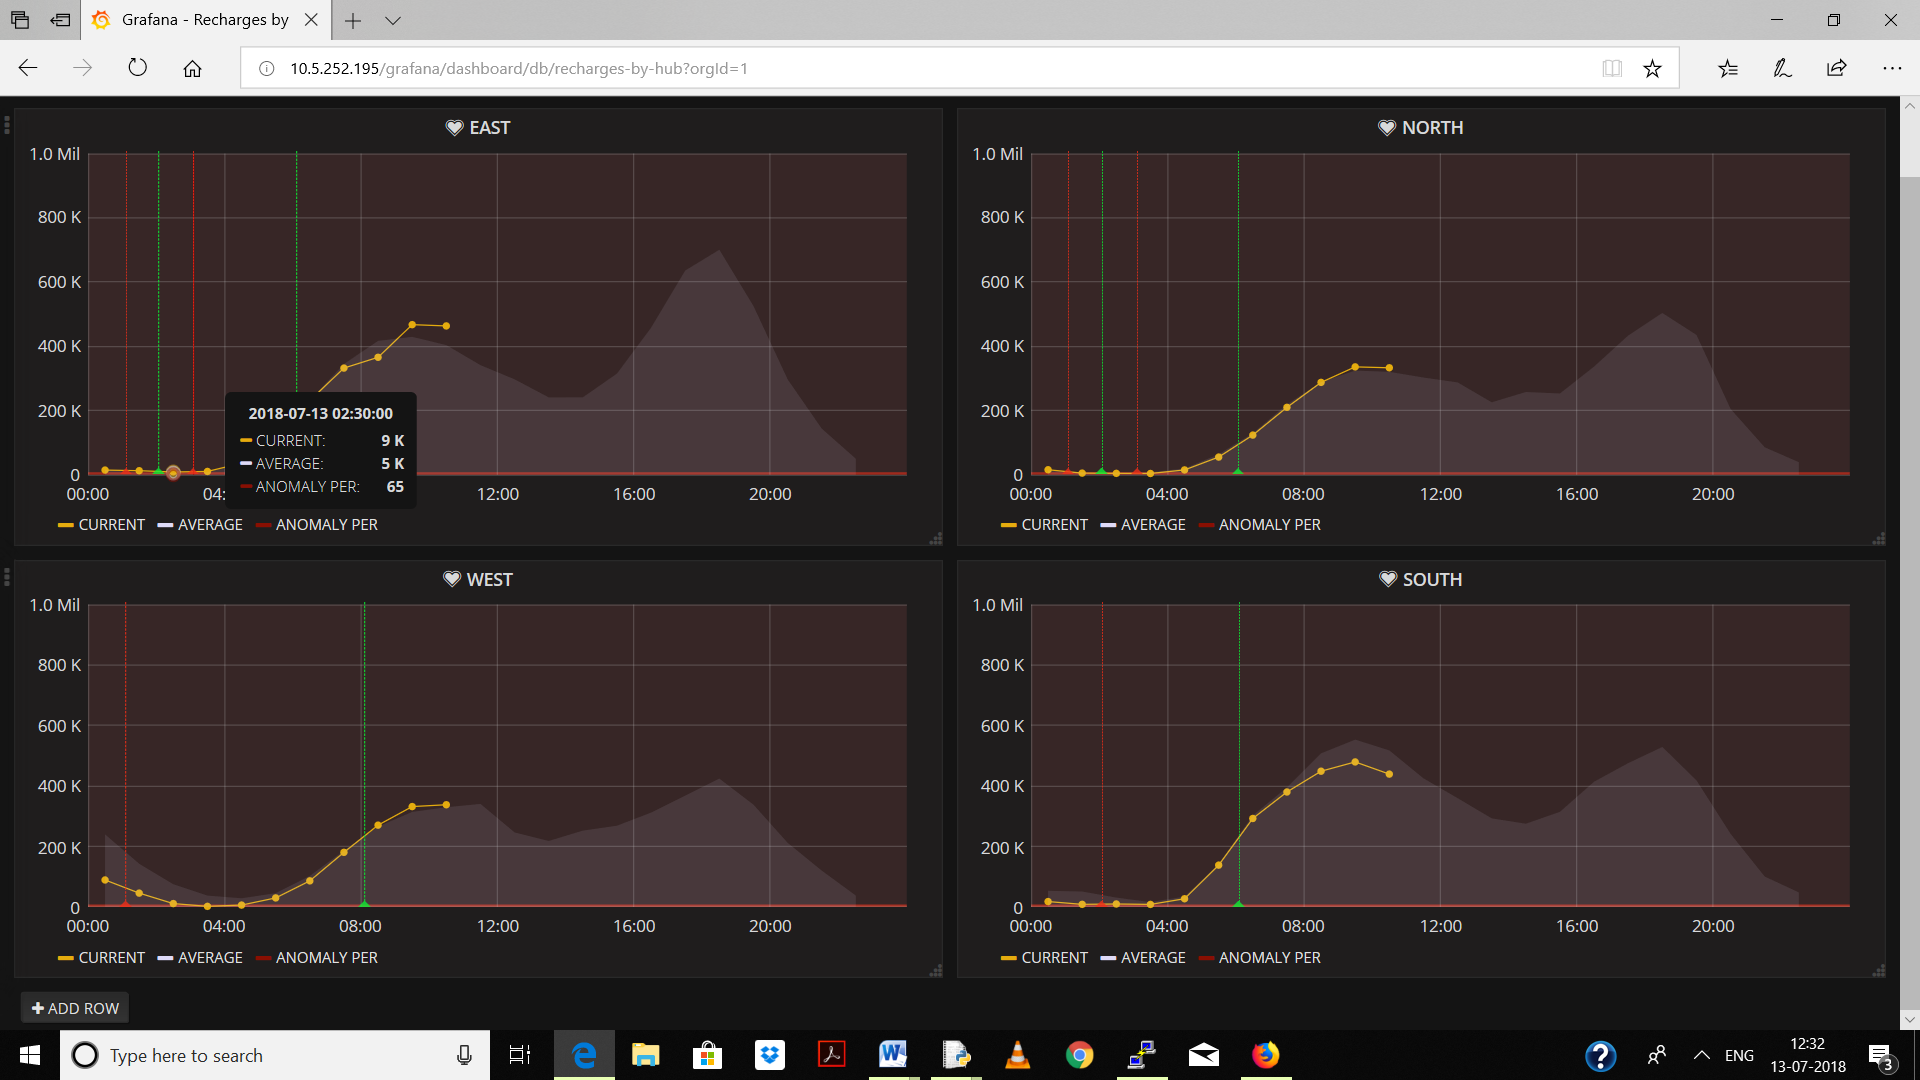 Grafana - Recharges by
10.5.252.195/grafana/dashboard/db/recharges-by-hub?orgId=1
EAST
1.0 Mil
800 K
600 K
400 K
200 K
0
00:00 04: 12:00 16:00 20:00
2018-07-13 02:30:00
CURRENT: 9 K
AVERAGE: 5 K
ANOMALY PER: 65
CURRENT AVERAGE ANOMALY PER
NORTH
1.0 Mil
800 K
600 K
400 K
200 K
0
00:00 04:00 08:00 12:00 16:00 20:00
CURRENT AVERAGE ANOMALY PER
WEST
1.0 Mil
800 K
600 K
400 K
200 K
0
00:00 04:00 08:00 12:00 16:00 20:00
CURRENT AVERAGE ANOMALY PER
SOUTH
1.0 Mil
800 K
600 K
400 K
200 K
0
00:00 04:00 08:00 12:00 16:00 20:00
CURRENT AVERAGE ANOMALY PER
+ ADD ROW
Type here to search
ENG
12:32
13-07-2018
3